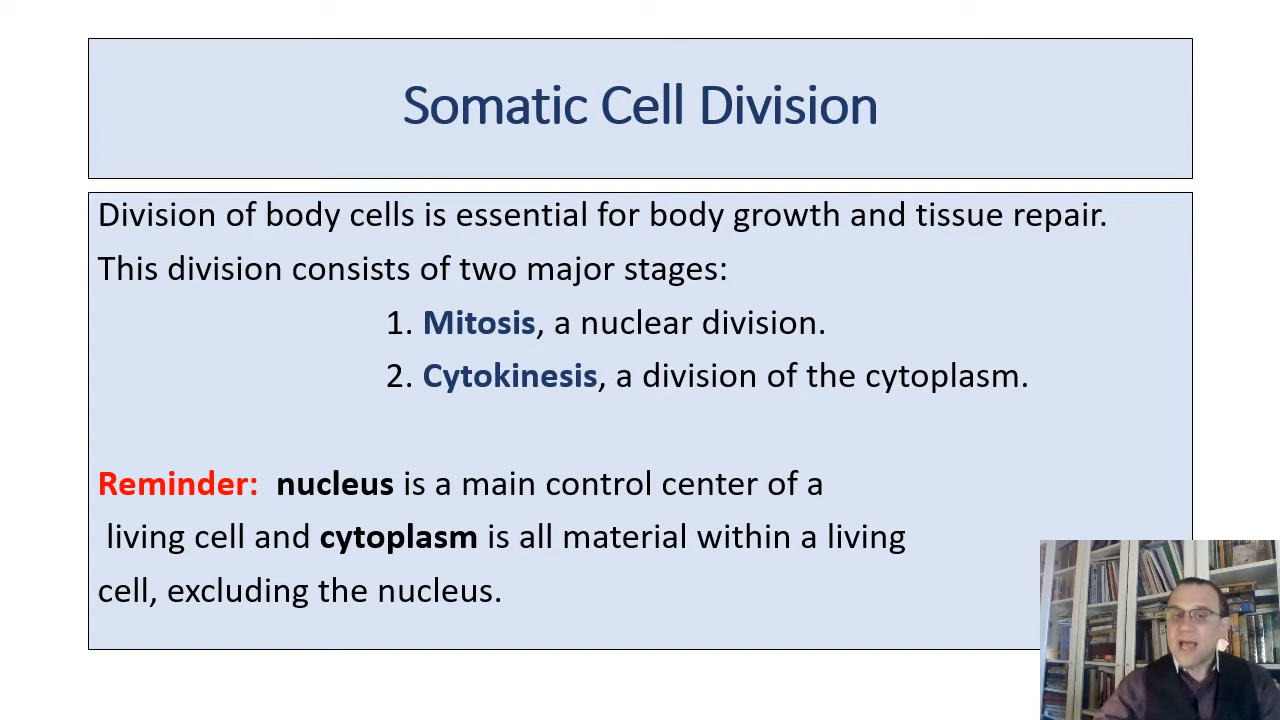 Somatic Cell Division
Division of body cells is essential for body growth and tissue repair.
This division consists of two major stages:
1. Mitosis, a nuclear division.
2. Cytokinesis, a division of the cytoplasm.
Reminder: nucleus is a main control center of a
living cell and cytoplasm is all material within a living
cell, excluding the nucleus.